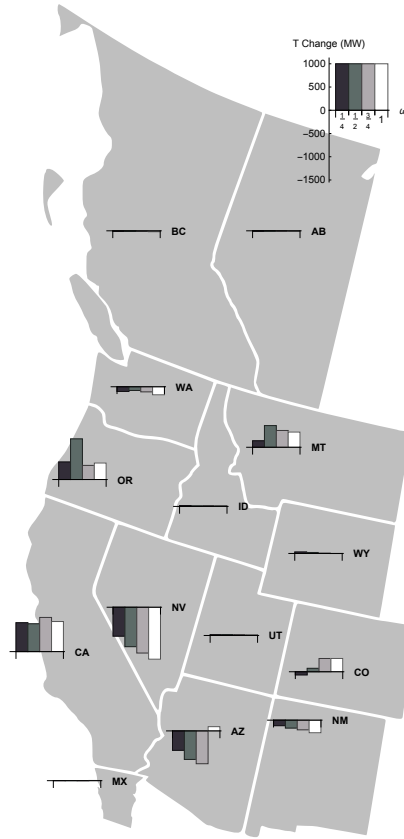 T Change (MW)
1000
500
0
−500
−1000
−1500
1/4 1/2 3/4 1
ω
BC
AB
WA
MT
OR
ID
WY
NV
UT
CA
CO
NM
AZ
MX